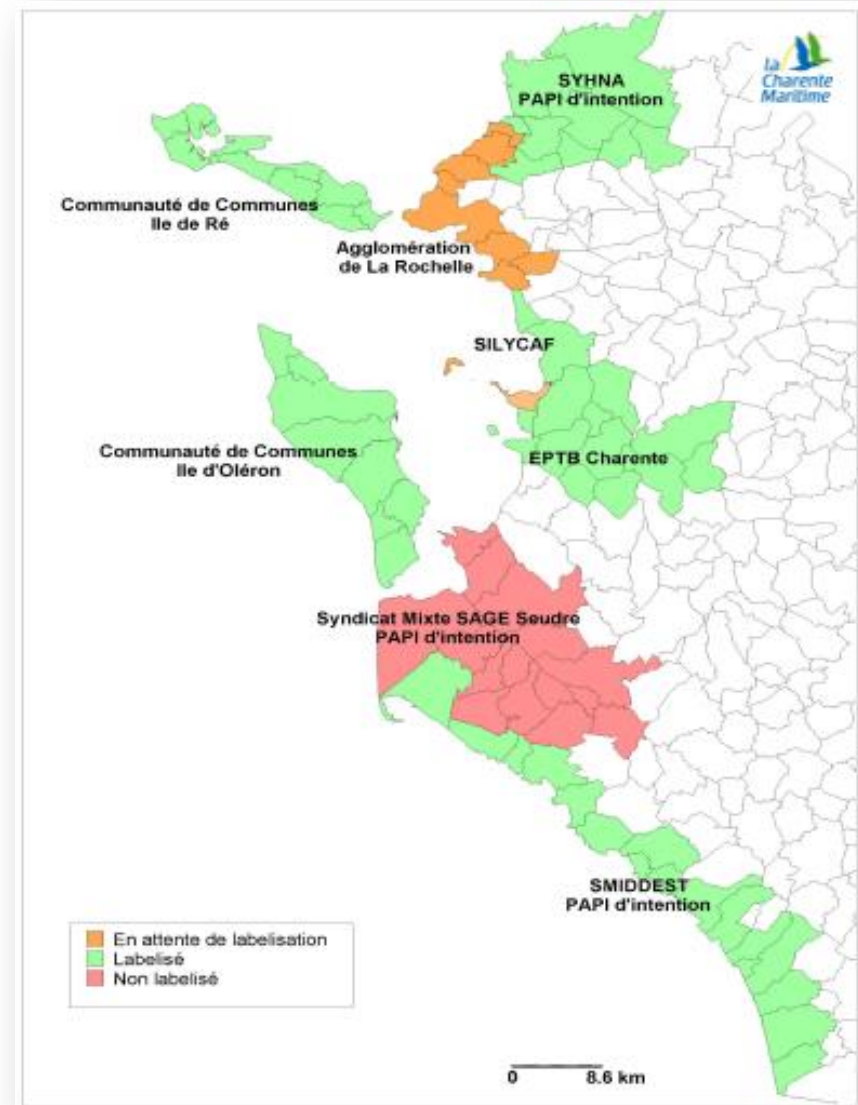 la
Charente
Maritime
SYHNA
PAPI d'intention
Communauté de Communes
Ile de Ré
Agglomération
de La Rochelle
SILYCAF
Communauté de Communes
Ile d'Oléron
EPTB Charente
Syndicat Mixte SAGE Seudre
PAPI d'intention
SMIDDEST
PAPI d'intention
En attente de labelisation
Labelisé
Non labelisé
0 8.6 km